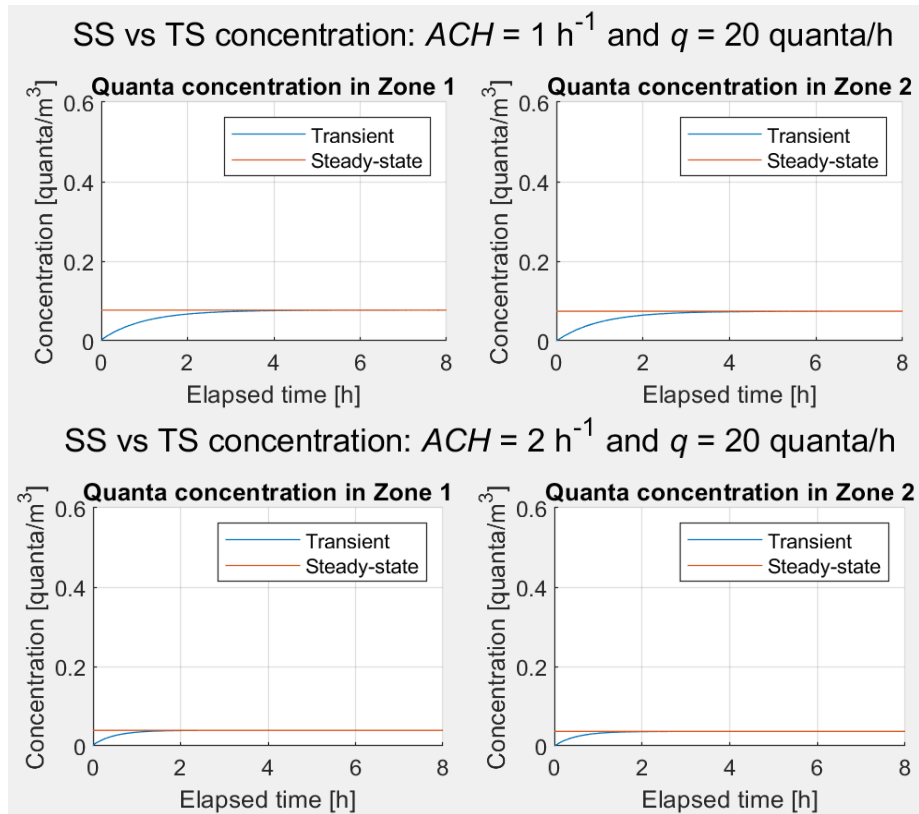 SS vs TS concentration: ACH = 1 h⁻¹ and q = 20 quanta/h
Quanta concentration in Zone 1
Concentration [quanta/m³]
0.6
0.4
0.2
0
Transient
Steady-state
0 2 4 6 8
Elapsed time [h]
Quanta concentration in Zone 2
Concentration [quanta/m³]
0.6
0.4
0.2
0
Transient
Steady-state
0 2 4 6 8
Elapsed time [h]
SS vs TS concentration: ACH = 2 h⁻¹ and q = 20 quanta/h
Quanta concentration in Zone 1
Concentration [quanta/m³]
0.6
0.4
0.2
0
Transient
Steady-state
0 2 4 6 8
Elapsed time [h]
Quanta concentration in Zone 2
Concentration [quanta/m³]
0.6
0.4
0.2
0
Transient
Steady-state
0 2 4 6 8
Elapsed time [h]